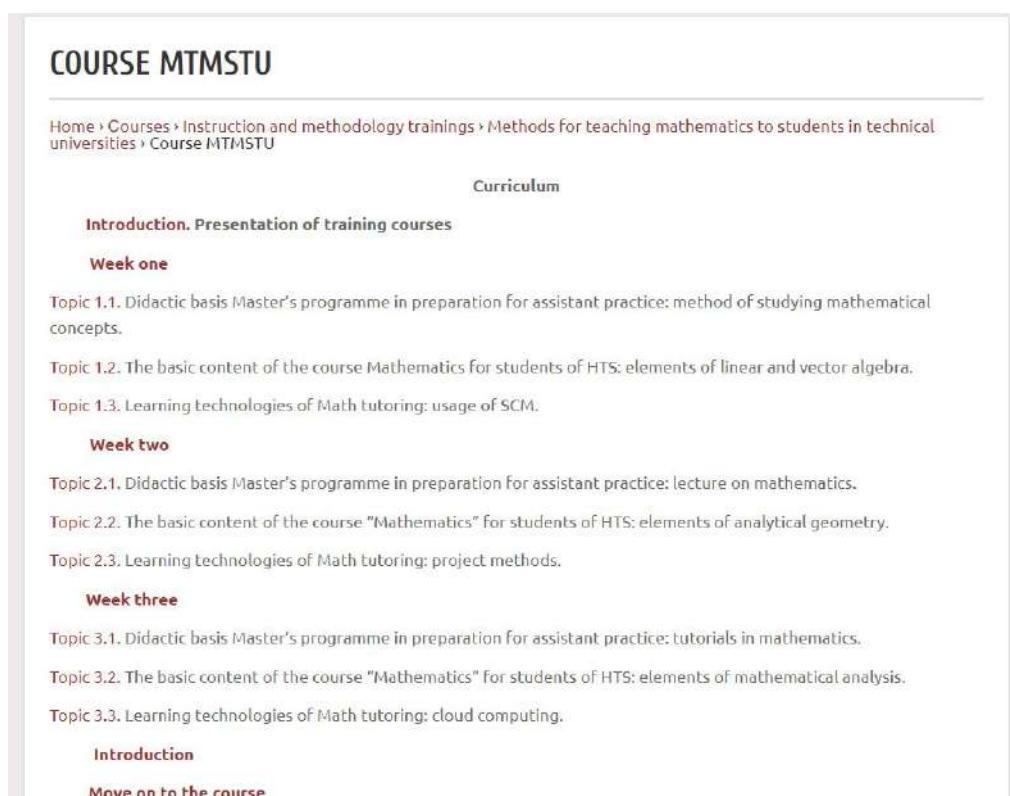 COURSE MTMSTU
Home › Courses › Instruction and methodology trainings › Methods for teaching mathematics to students in technical
universities › Course MTMSTU
Curriculum
Introduction. Presentation of training courses
Week one
Topic 1.1. Didactic basis Master's programme in preparation for assistant practice: method of studying mathematical
concepts.
Topic 1.2. The basic content of the course Mathematics for students of HTS: elements of linear and vector algebra.
Topic 1.3. Learning technologies of Math tutoring: usage of SCM.
Week two
Topic 2.1. Didactic basis Master's programme in preparation for assistant practice: lecture on mathematics.
Topic 2.2. The basic content of the course "Mathematics" for students of HTS: elements of analytical geometry.
Topic 2.3. Learning technologies of Math tutoring: project methods.
Week three
Topic 3.1. Didactic basis Master's programme in preparation for assistant practice: tutorials in mathematics.
Topic 3.2. The basic content of the course "Mathematics" for students of HTS: elements of mathematical analysis.
Topic 3.3. Learning technologies of Math tutoring: cloud computing.
Introduction
Move on to the course